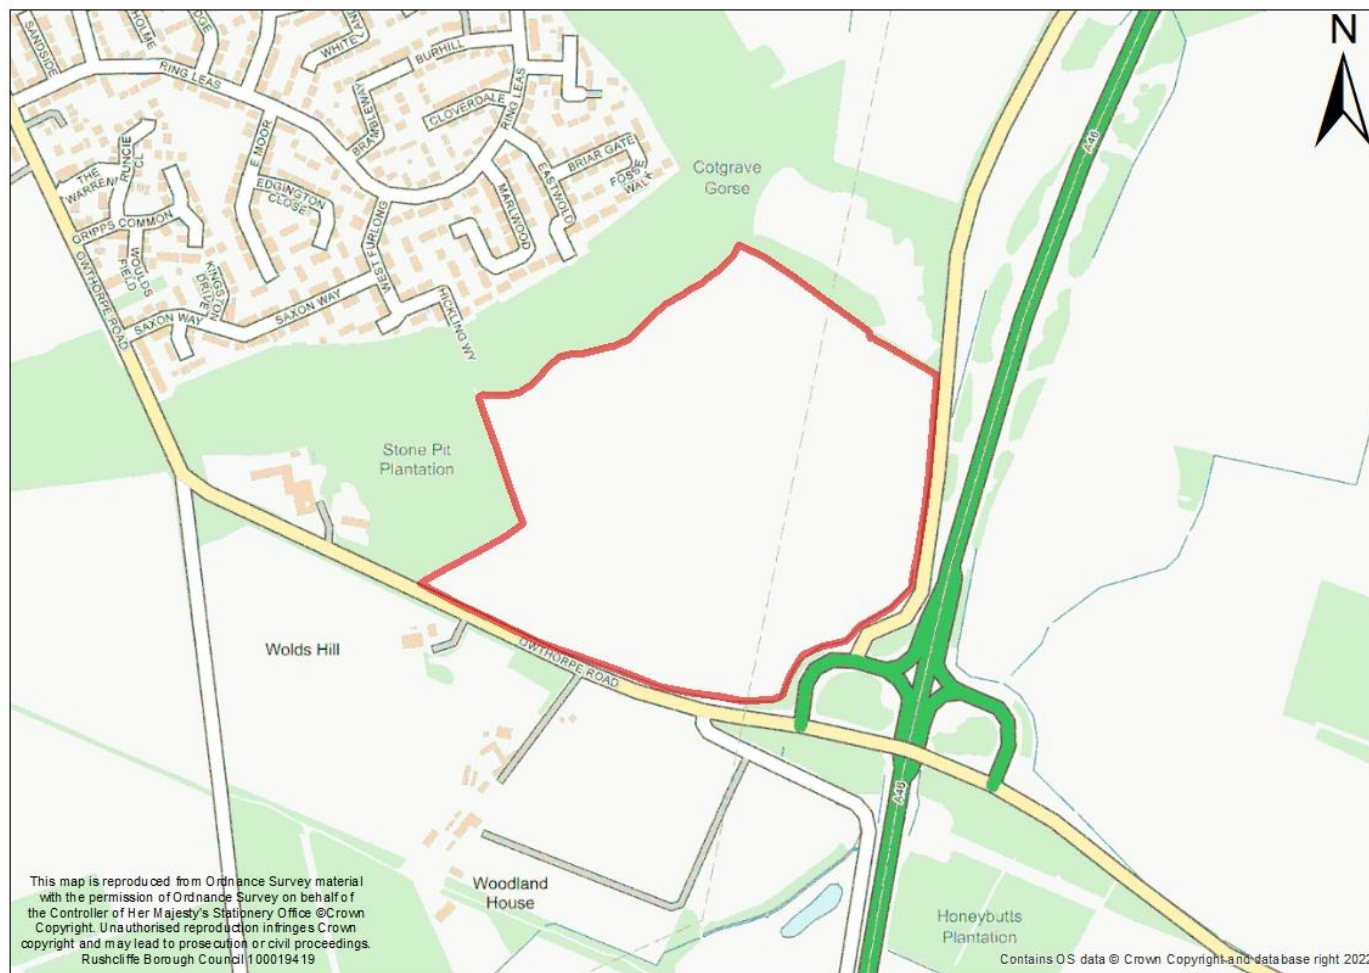 SANDSIDE
HOLME
WHITE
BURHILL
RING LEAS
BRAMBLEWAY
CLOVERDALE
RING LEAS
E MOOR
BRIAR GATE
EASTWOLD
FOSSE
WALK
RUNCIE
CL
THE
WARREN
EDGINGTON
CLOSE
MARLWOOD
GRIPPS COMMON
WEST FURLONG
WOULDS
FIELD
KINGSTON
DRIVE
OWTHORPE ROAD
SAXON WAY
SAXON WAY
HICKLING WY
N
A46
Cotgrave
Gorse
Stone Pit
Plantation
Wolds Hill
OWTHORPE ROAD
A46
Woodland
House
Honeybutts
Plantation
This map is reproduced from Ordnance Survey material
with the permission of Ordnance Survey on behalf of
the Controller of Her Majesty's Stationery Office ©Crown
Copyright. Unauthorised reproduction infringes Crown
copyright and may lead to prosecution or civil proceedings.
Rushcliffe Borough Council 100019419
Contains OS data © Crown Copyright and database right